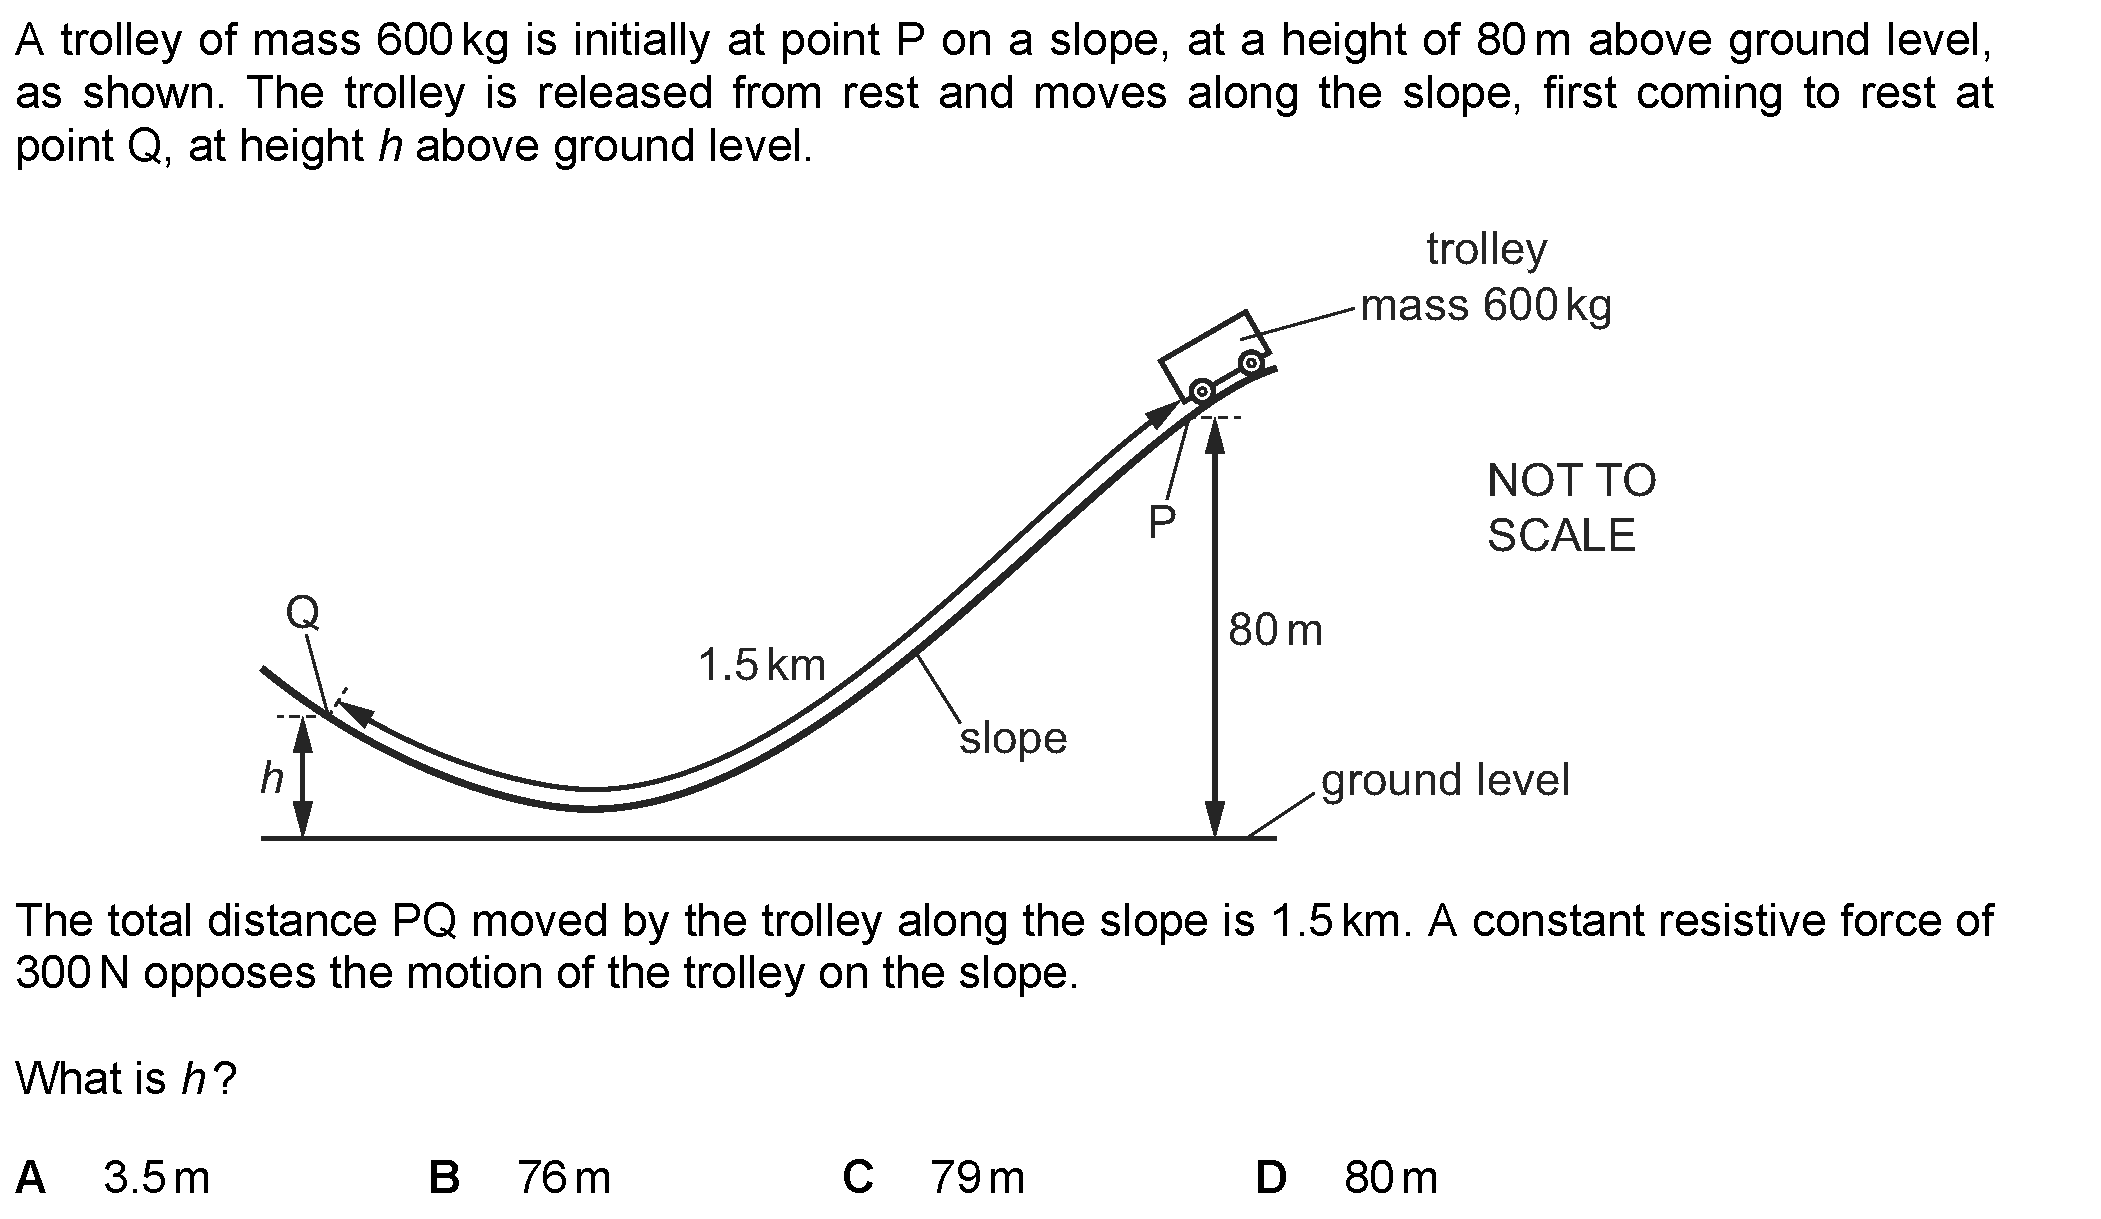 A trolley of mass 600 kg is initially at point P on a slope, at a height of 80 m above ground level,
as shown. The trolley is released from rest and moves along the slope, first coming to rest at
point Q, at height h above ground level.
trolley
mass 600 kg
P
NOT TO
SCALE
Q
1.5 km
80 m
slope
h
ground level
The total distance PQ moved by the trolley along the slope is 1.5 km. A constant resistive force of
300 N opposes the motion of the trolley on the slope.
What is h?
A 3.5 m B 76 m C 79 m D 80 m